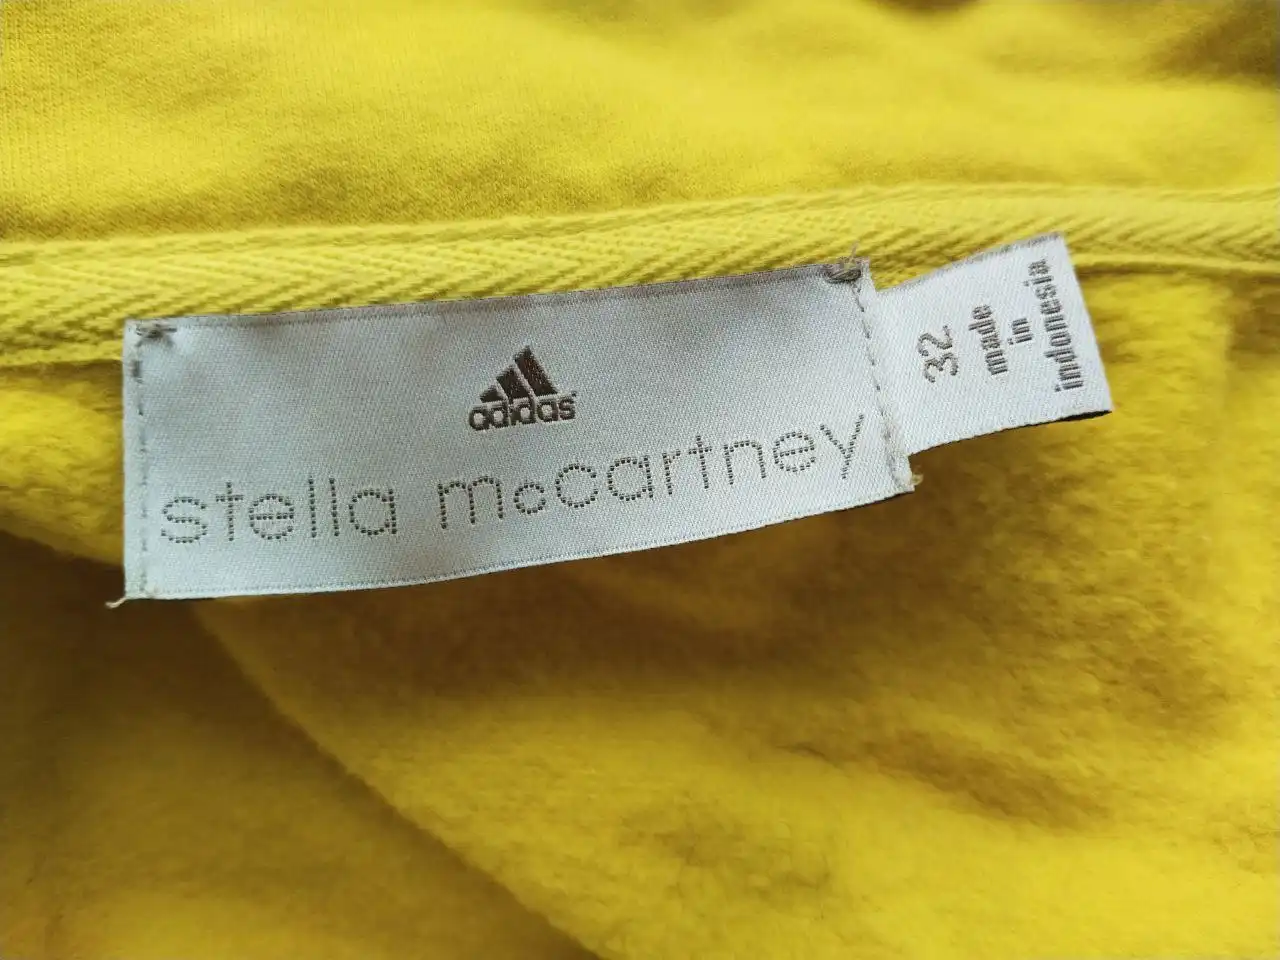 adidas
stella mccartney
32
made
in
indonesia